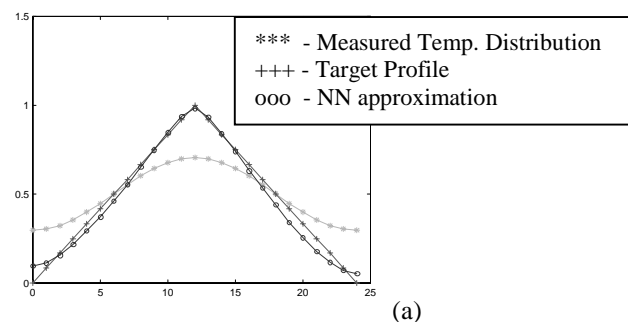 1.5
*** - Measured Temp. Distribution
+++ - Target Profile
ooo - NN approximation
1
0.5
0
0 5 10 15 20 25
(a)